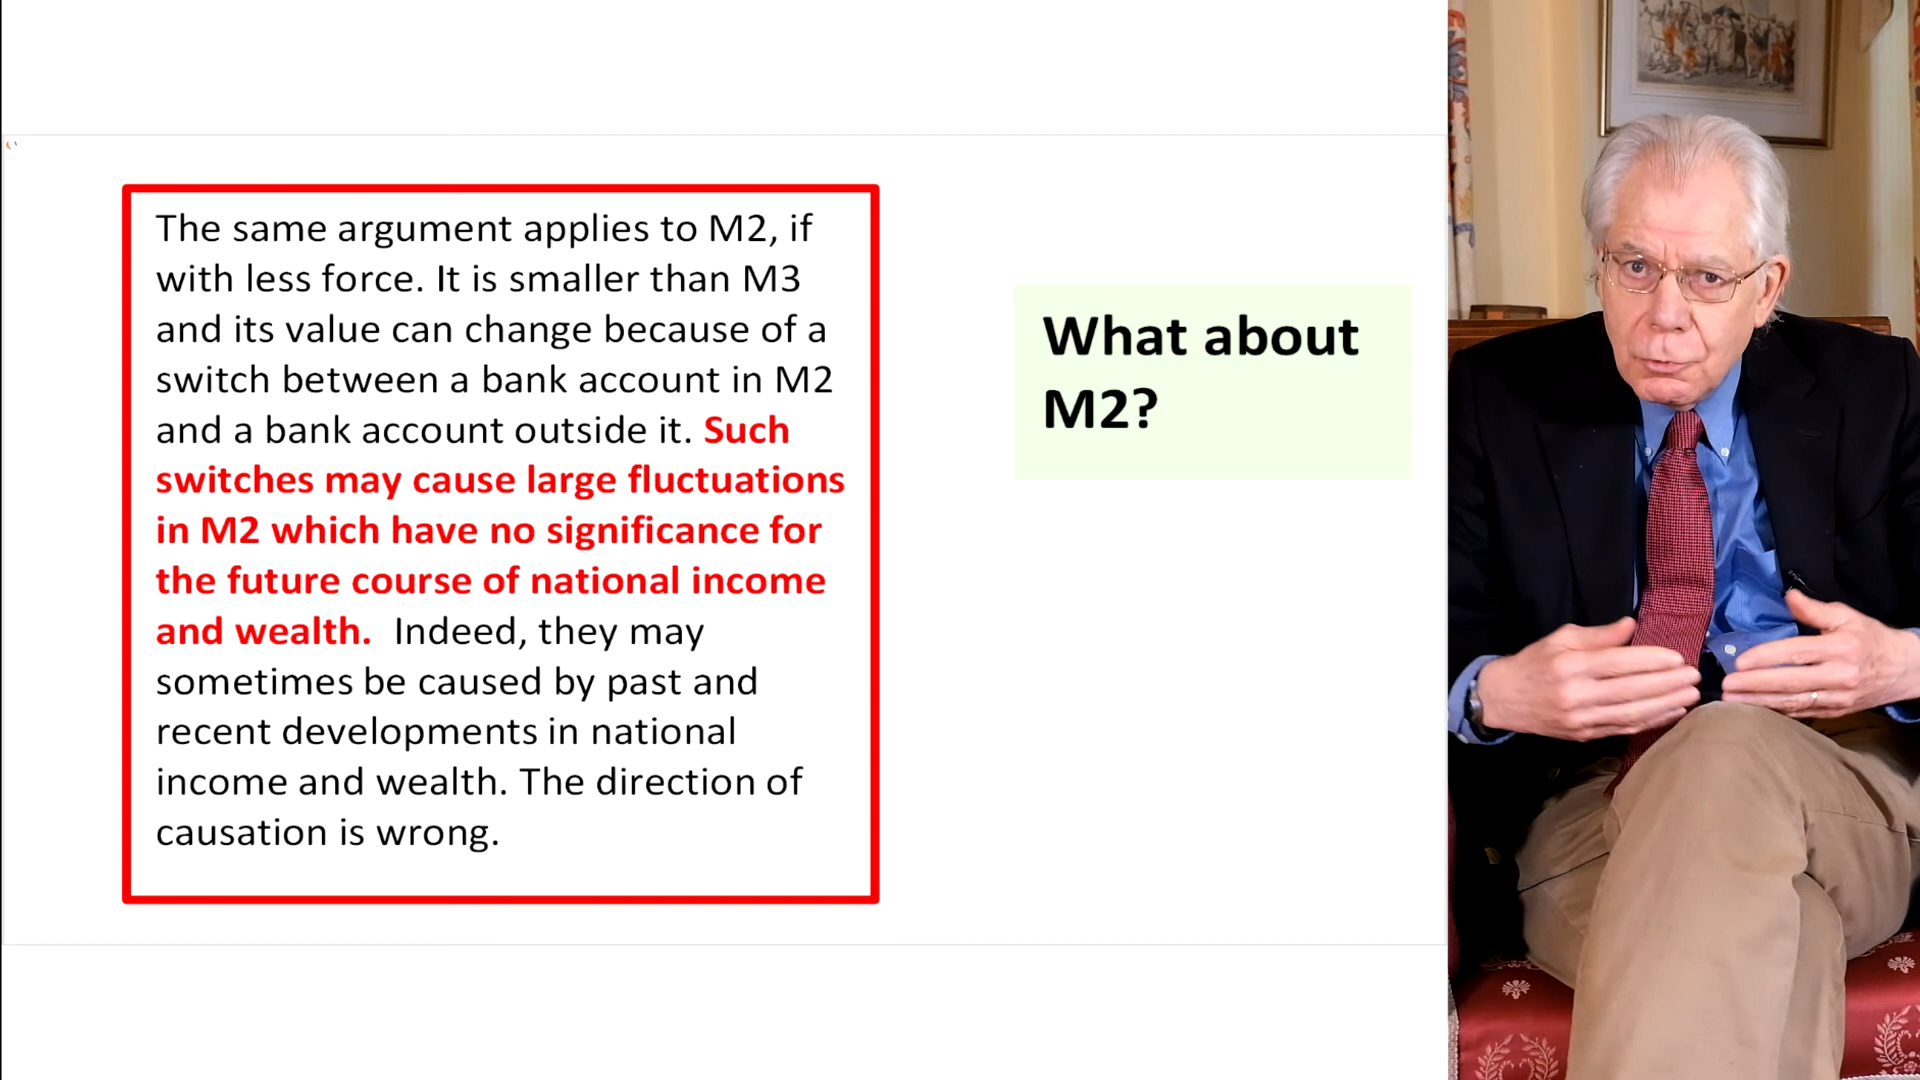 The same argument applies to M2, if
with less force. It is smaller than M3
and its value can change because of a
switch between a bank account in M2
and a bank account outside it. Such
switches may cause large fluctuations
in M2 which have no significance for
the future course of national income
and wealth. Indeed, they may
sometimes be caused by past and
recent developments in national
income and wealth. The direction of
causation is wrong.
What about
M2?